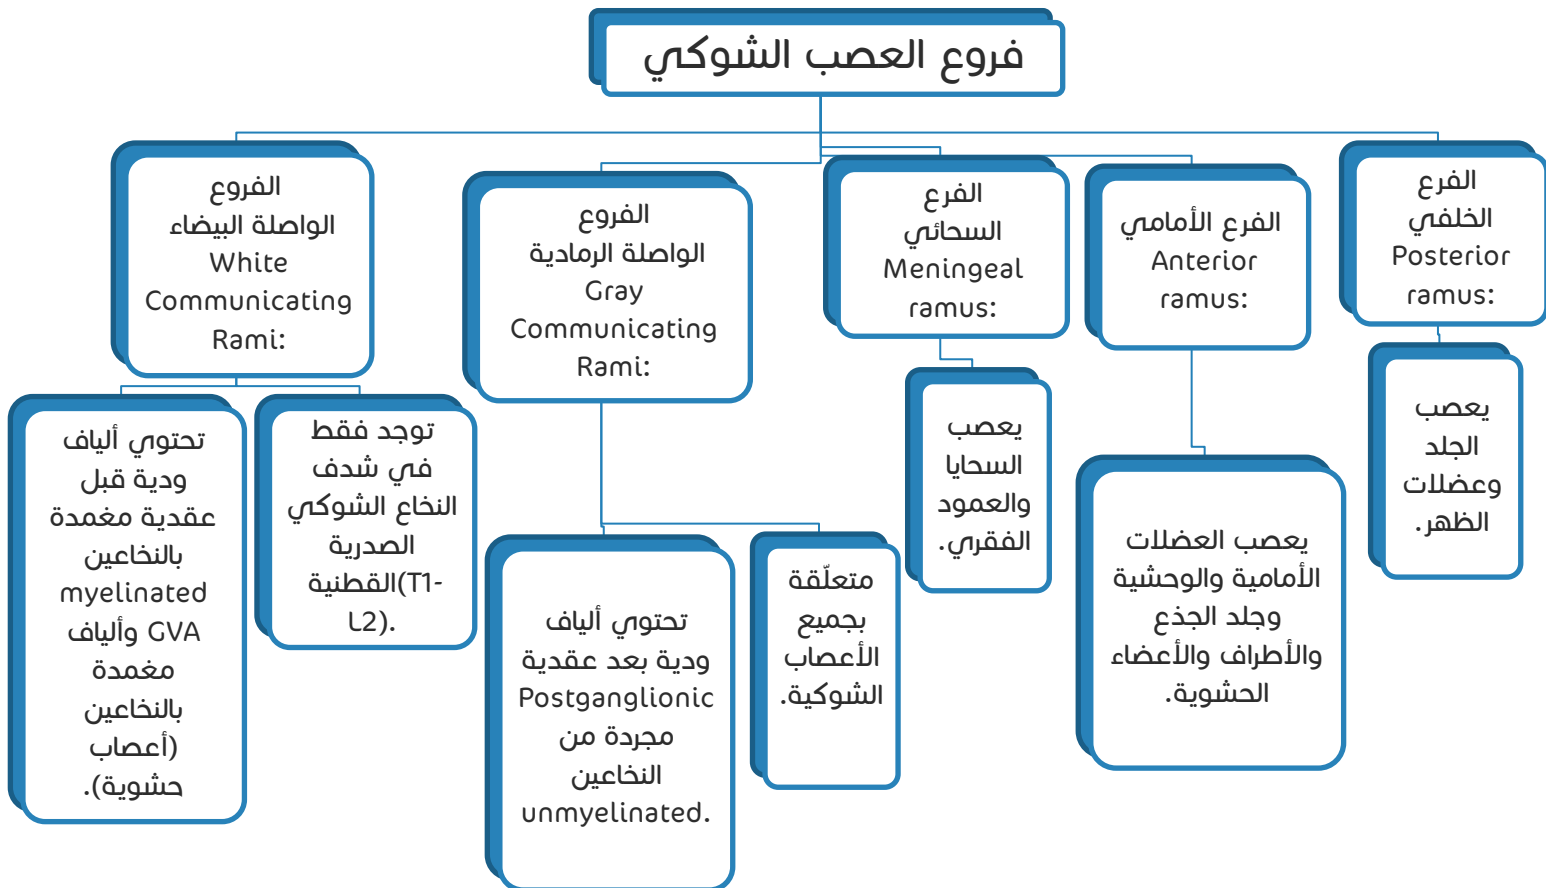 فروع العصب الشوكي
الفرع
الخلفي
Posterior
ramus:
يعصب
الجلد
وعضلات
الظهر.
الفرع الأمامي
Anterior
ramus:
يعصب العضلات
الأمامية والوحشية
وجلد الجذع
والأطراف والأعضاء
الحشوية.
الفرع
السحائي
Meningeal
ramus:
يعصب
السحايا
والعمود
الفقري.
الفروع
الواصلة الرمادية
Gray
Communicating
Rami:
متعلّقة
بجميع
الأعصاب
الشوكية.
تحتوي ألياف
ودية بعد عقدية
Postganglionic
مجردة من
النخاعين
unmyelinated.
الفروع
الواصلة البيضاء
White
Communicating
Rami:
توجد فقط
في شدف
النخاع الشوكي
الصدرية
القطنية(T1-
L2).
تحتوي ألياف
ودية قبل
عقدية مغمدة
بالنخاعين
myelinated
وألياف GVA
مغمدة
بالنخاعين
(أعصاب
حشوية).